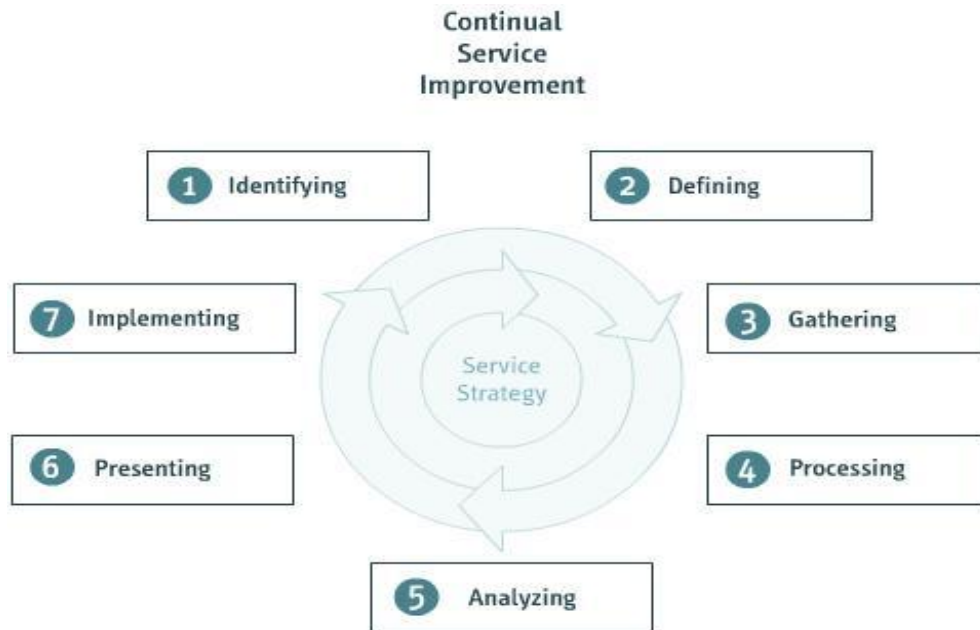 Continual
Service
Improvement
1 Identifying
2 Defining
7 Implementing
3 Gathering
Service
Strategy
6 Presenting
4 Processing
5 Analyzing